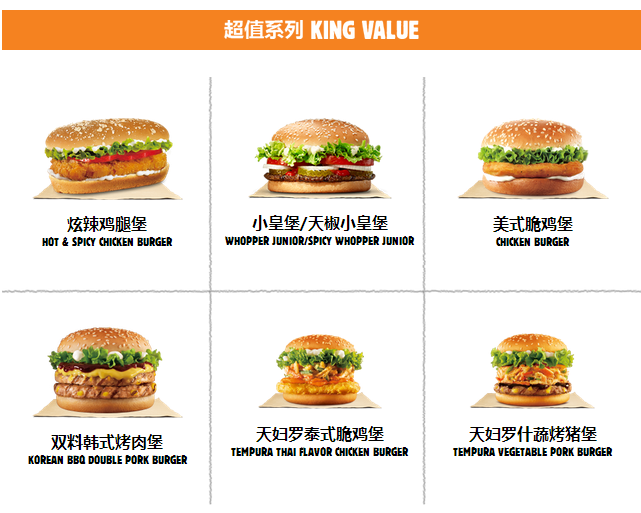 超值系列 KING VALUE
炫辣鸡腿堡
HOT & SPICY CHICKEN BURGER
小皇堡/天椒小皇堡
WHOPPER JUNIOR/SPICY WHOPPER JUNIOR
美式脆鸡堡
CHICKEN BURGER
双料韩式烤肉堡
KOREAN BBQ DOUBLE PORK BURGER
天妇罗泰式脆鸡堡
TEMPURA THAI FLAVOR CHICKEN BURGER
天妇罗什蔬烤猪堡
TEMPURA VEGETABLE PORK BURGER